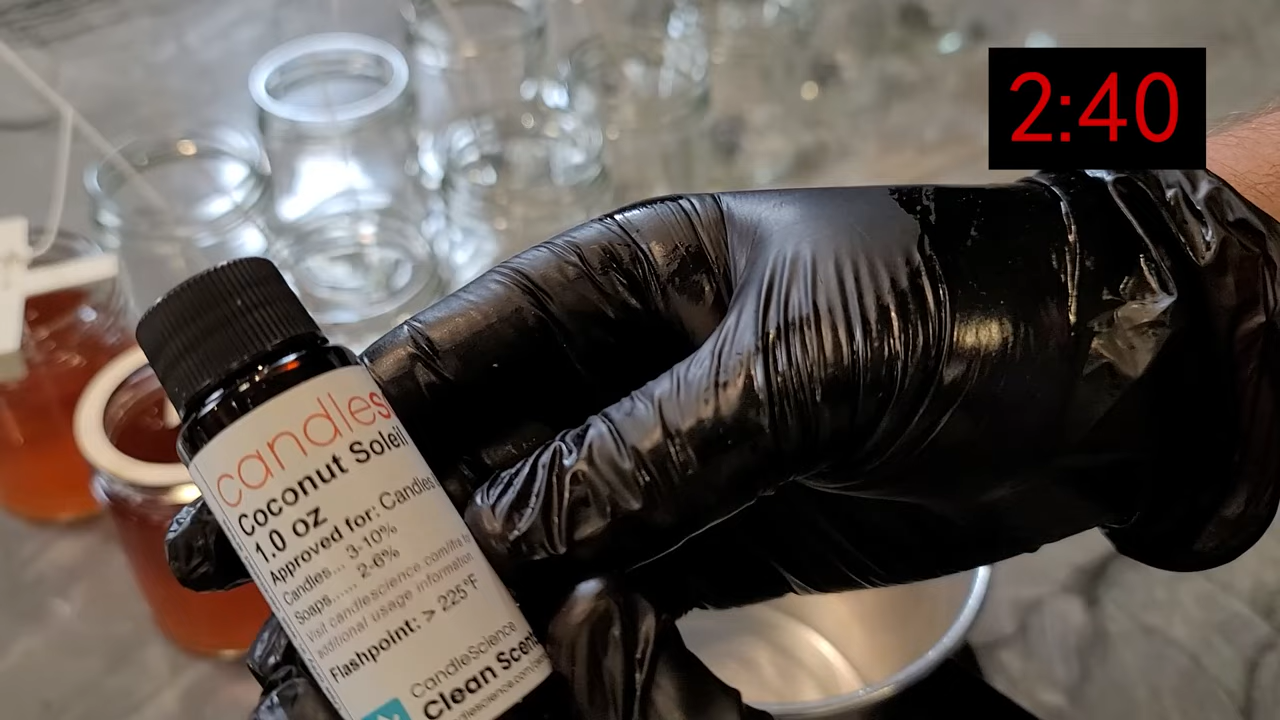 2:40
candles
Coconut Soleil
1.0 oz
Approved for: Candles
Candles.... 3-10%
Soaps...... 2-6%
Visit candlescience.com/ifra for
additional usage information.
Flashpoint: > 225°F
CandleScience
Clean Scent